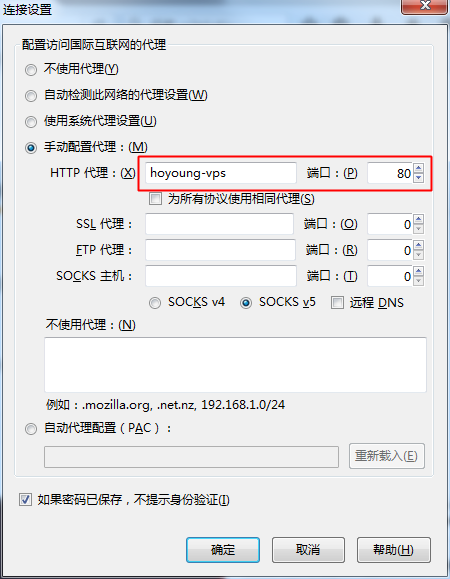 连接设置
配置访问国际互联网的代理
不使用代理(Y)
自动检测此网络的代理设置(W)
使用系统代理设置(U)
手动配置代理：(M)
HTTP 代理：(X) hoyoung-vps 端口：(P) 80
为所有协议使用相同代理(S)
SSL 代理： 端口：(O) 0
FTP 代理： 端口：(R) 0
SOCKS 主机： 端口：(T) 0
SOCKS v4 SOCKS v5 远程 DNS
不使用代理：(N)
例如：.mozilla.org, .net.nz, 192.168.1.0/24
自动代理配置（PAC）：
重新载入(E)
如果密码已保存，不提示身份验证(I)
确定 取消 帮助(H)